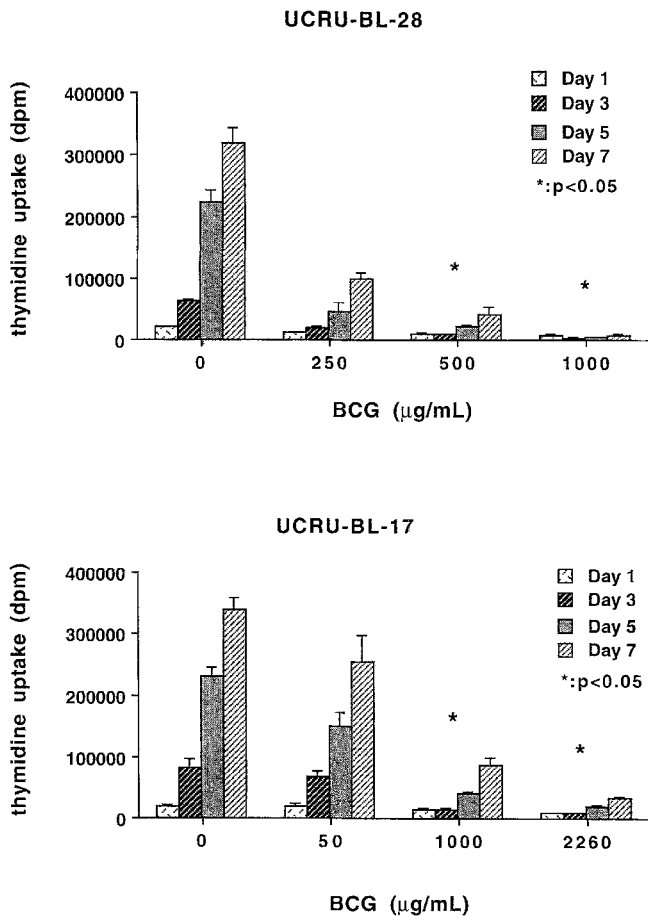 UCRU-BL-28
thymidine uptake (dpm)
400000
300000
200000
100000
0
Day 1
Day 3
Day 5
Day 7
*:p<0.05
*
*
0 250 500 1000
BCG (μg/mL)
UCRU-BL-17
thymidine uptake (dpm)
400000
300000
200000
100000
0
Day 1
Day 3
Day 5
Day 7
*:p<0.05
*
*
0 50 1000 2260
BCG (μg/mL)